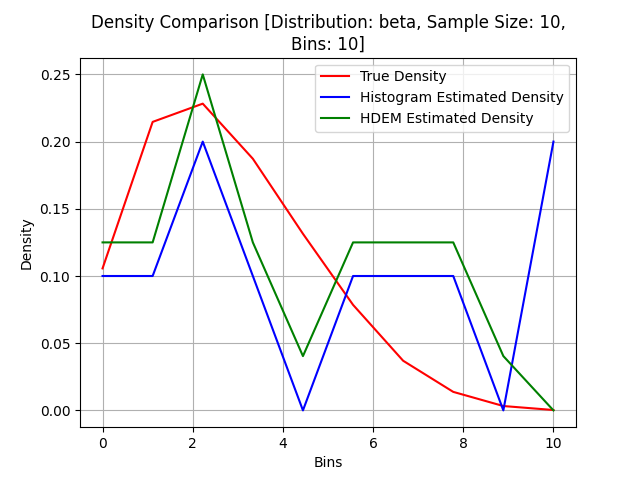 Density Comparison [Distribution: beta, Sample Size: 10,
Bins: 10]
True Density
Histogram Estimated Density
HDEM Estimated Density
Density
0.25
0.20
0.15
0.10
0.05
0.00
0 2 4 6 8 10
Bins